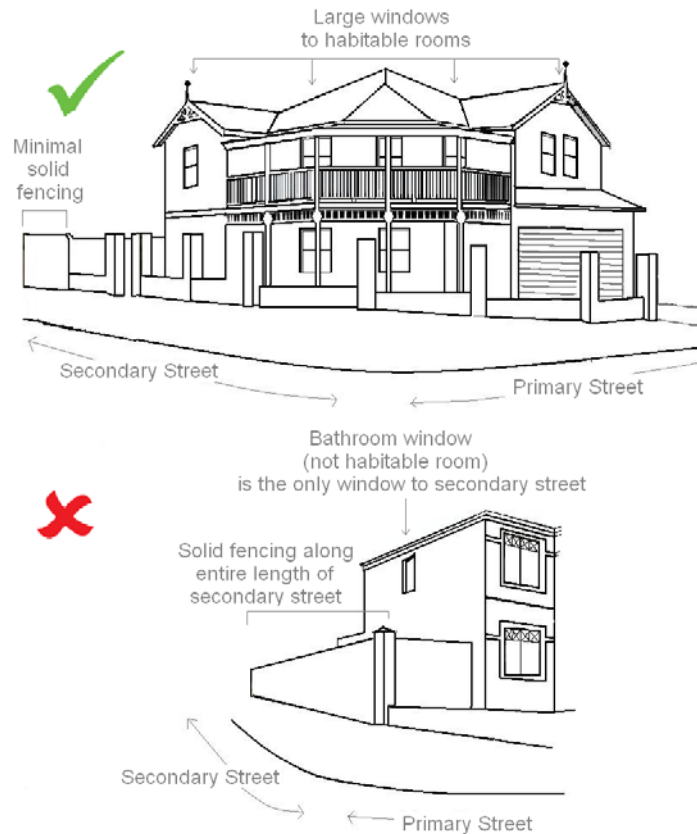 Large windows
to habitable rooms
Minimal
solid
fencing
Secondary Street
Primary Street
Bathroom window
(not habitable room)
is the only window to secondary street
Solid fencing along
entire length of
secondary street
Secondary Street
Primary Street